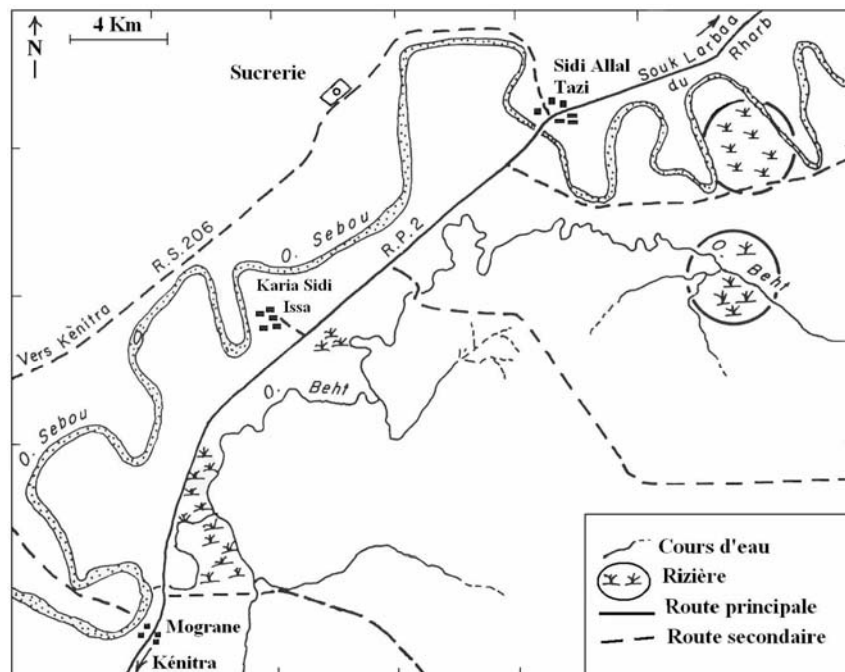 4 Km
N
Sucrerie
Sidi Allal
Tazi
Souk Larbaa
du Rharb
R.S.206
O. Sebou
R.P.2
O. Beht
Karia Sidi
Issa
Vers Kènitra
O.
O. Beht
O. Sebou
Mograne
Kénitra
Cours d'eau
Rizière
Route principale
Route secondaire